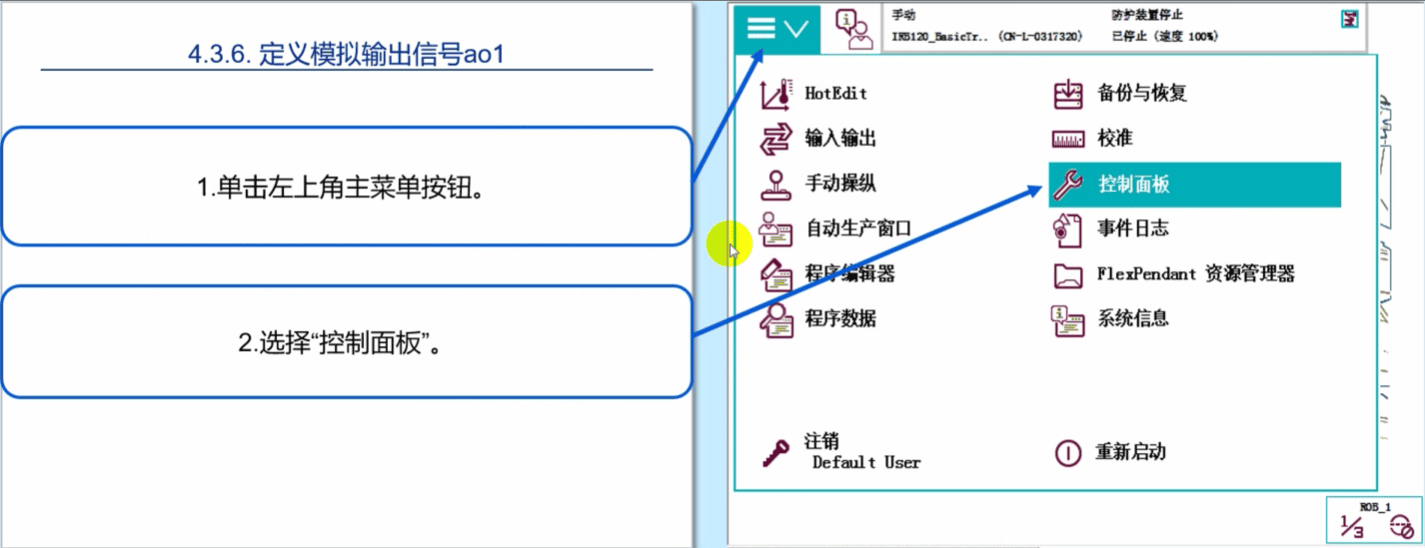 4.3.6. 定义模拟输出信号ao1
1.单击左上角主菜单按钮。
2.选择“控制面板”。
手动
防护装置停止
IRB120_BasicTr.. (CN-L-0317320)
已停止 (速度 100%)
HotEdit
备份与恢复
输入输出
校准
手动操纵
控制面板
自动生产窗口
事件日志
程序编辑器
FlexPendant 资源管理器
程序数据
系统信息
注销
Default User
重新启动
ROB_1
1/3